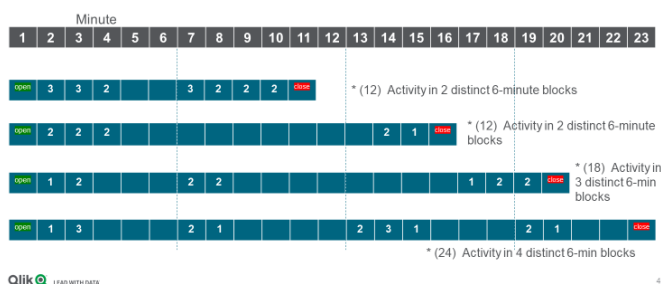 Minute
1 2 3 4 5 6 7 8 9 10 11 12 13 14 15 16 17 18 19 20 21 22 23
open 3 3 2 3 2 2 2 close
* (12) Activity in 2 distinct 6-minute blocks
open 2 2 2 2 1 close
* (12) Activity in 2 distinct 6-minute
blocks
open 1 2 2 2 1 2 2 close
* (18) Activity in
3 distinct 6-min
blocks
open 1 3 2 1 2 3 1 2 1 close
* (24) Activity in 4 distinct 6-min blocks
Qlik LEAD WITH DATA
4